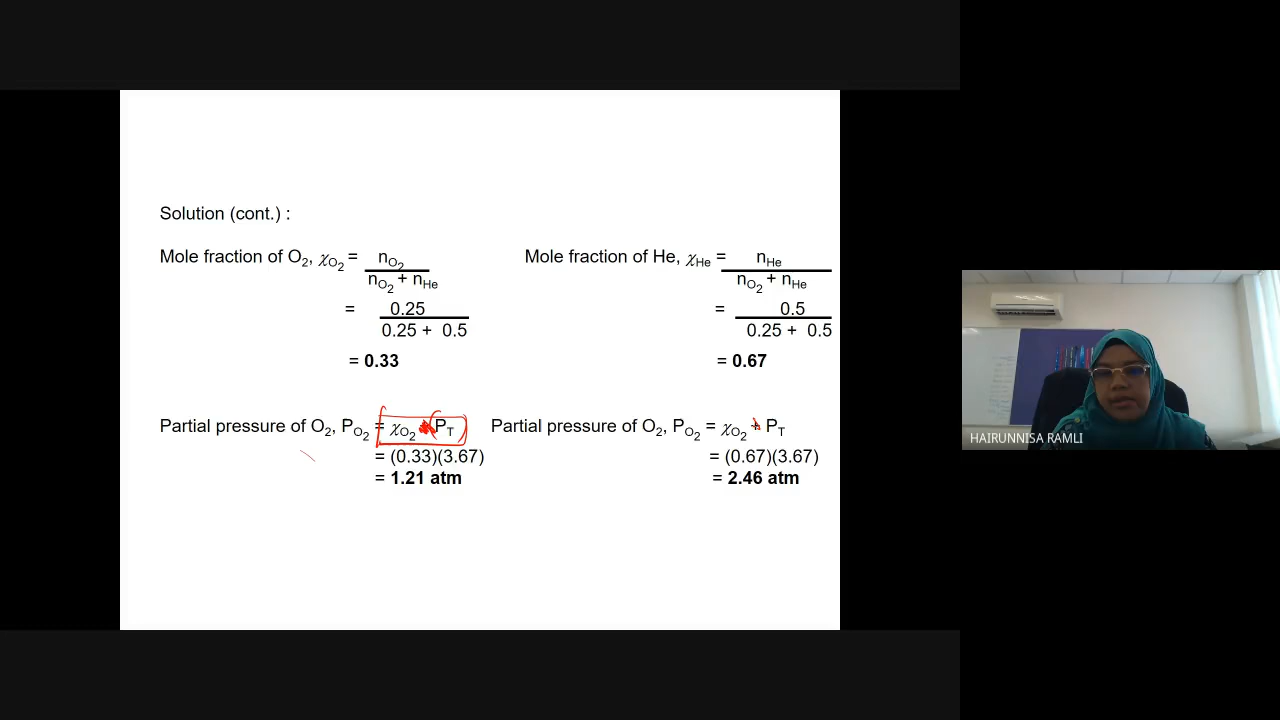 Solution (cont.) :
Mole fraction of O₂, χO₂ = nO₂ / nO₂ + nHe
= 0.25 / 0.25 + 0.5
= 0.33
Mole fraction of He, χHe = nHe / nO₂ + nHe
= 0.5 / 0.25 + 0.5
= 0.67
Partial pressure of O₂, PO₂ = χO₂ (PT)
= (0.33)(3.67)
= 1.21 atm
Partial pressure of O₂, PO₂ = χO₂ PT
= (0.67)(3.67)
= 2.46 atm
HAIRUNNISA RAMLI